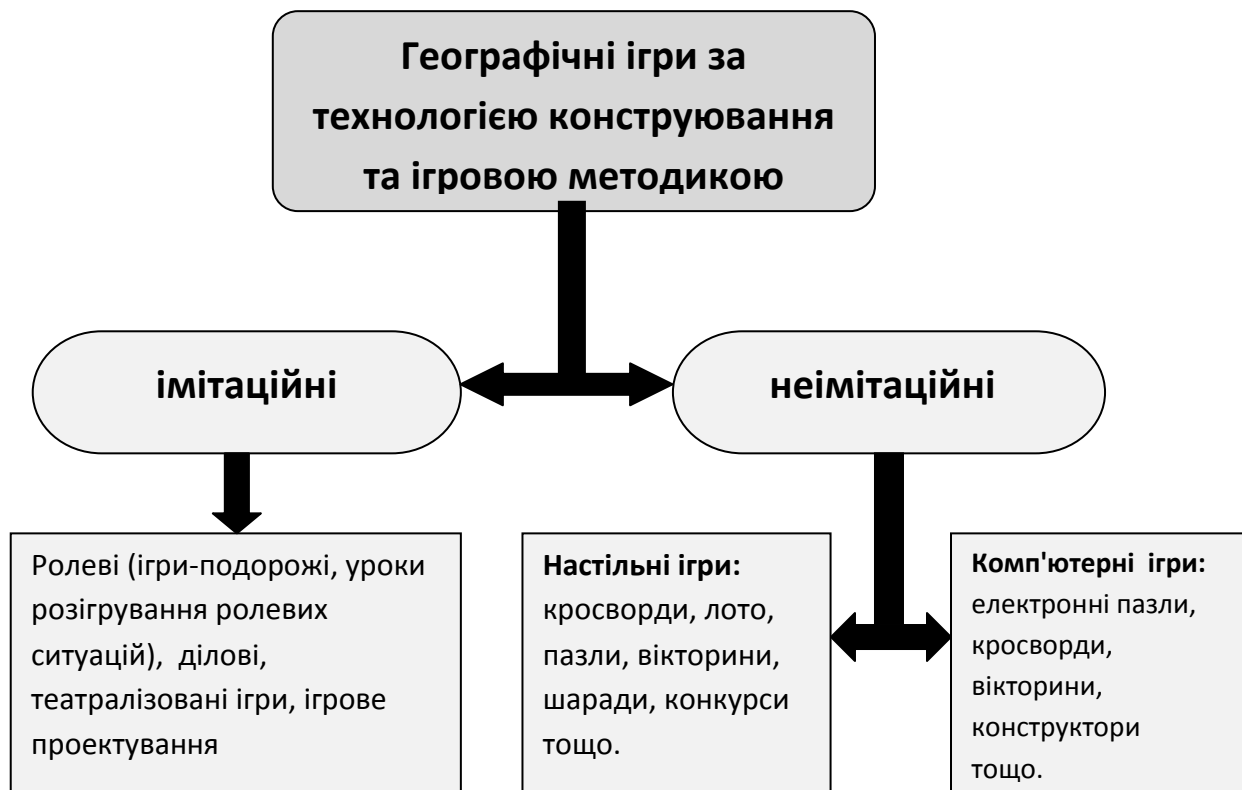 Географічні ігри за
технологією конструювання
та ігровою методикою
імітаційні
неімітаційні
Ролеві (ігри-подорожі, уроки
розігрування ролевих
ситуацій), ділові,
театралізовані ігри, ігрове
проектування
Настільні ігри:
кросворди, лото,
пазли, вікторини,
шаради, конкурси
тощо.
Комп'ютерні ігри:
електронні пазли,
кросворди,
вікторини,
конструктори
тощо.